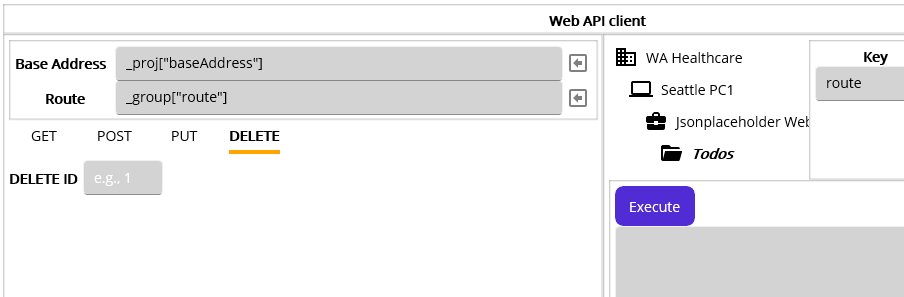 Web API client
Base Address
_proj["baseAddress"]
Route
_group["route"]
GET POST PUT DELETE
DELETE ID
e.g., 1
WA Healthcare
Seattle PC1
Jsonplaceholder Web
Todos
Key
route
Execute